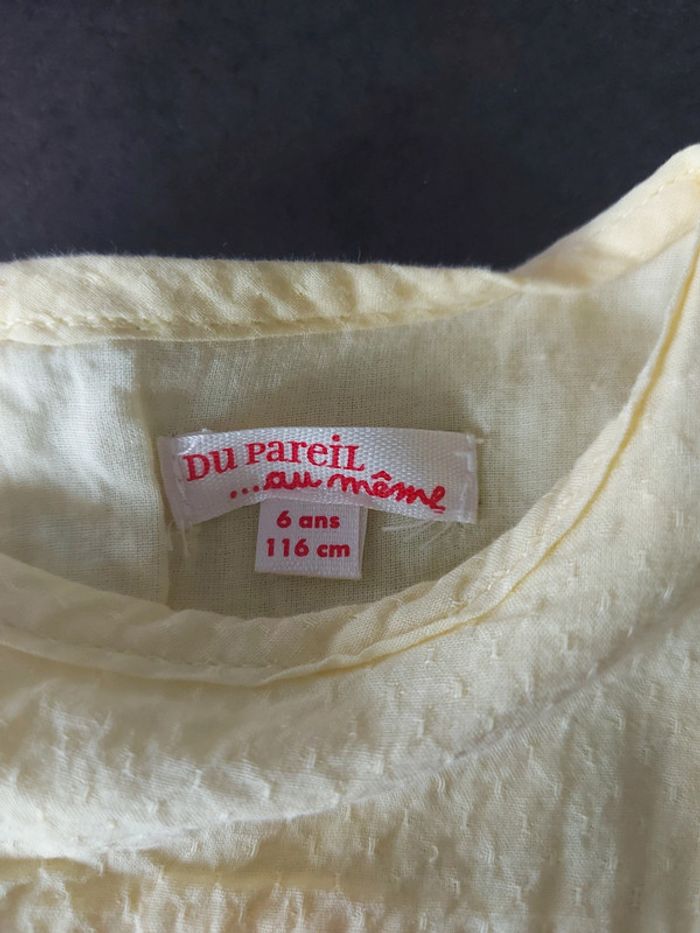 DU PAREIL
...au même
6 ans
116 cm